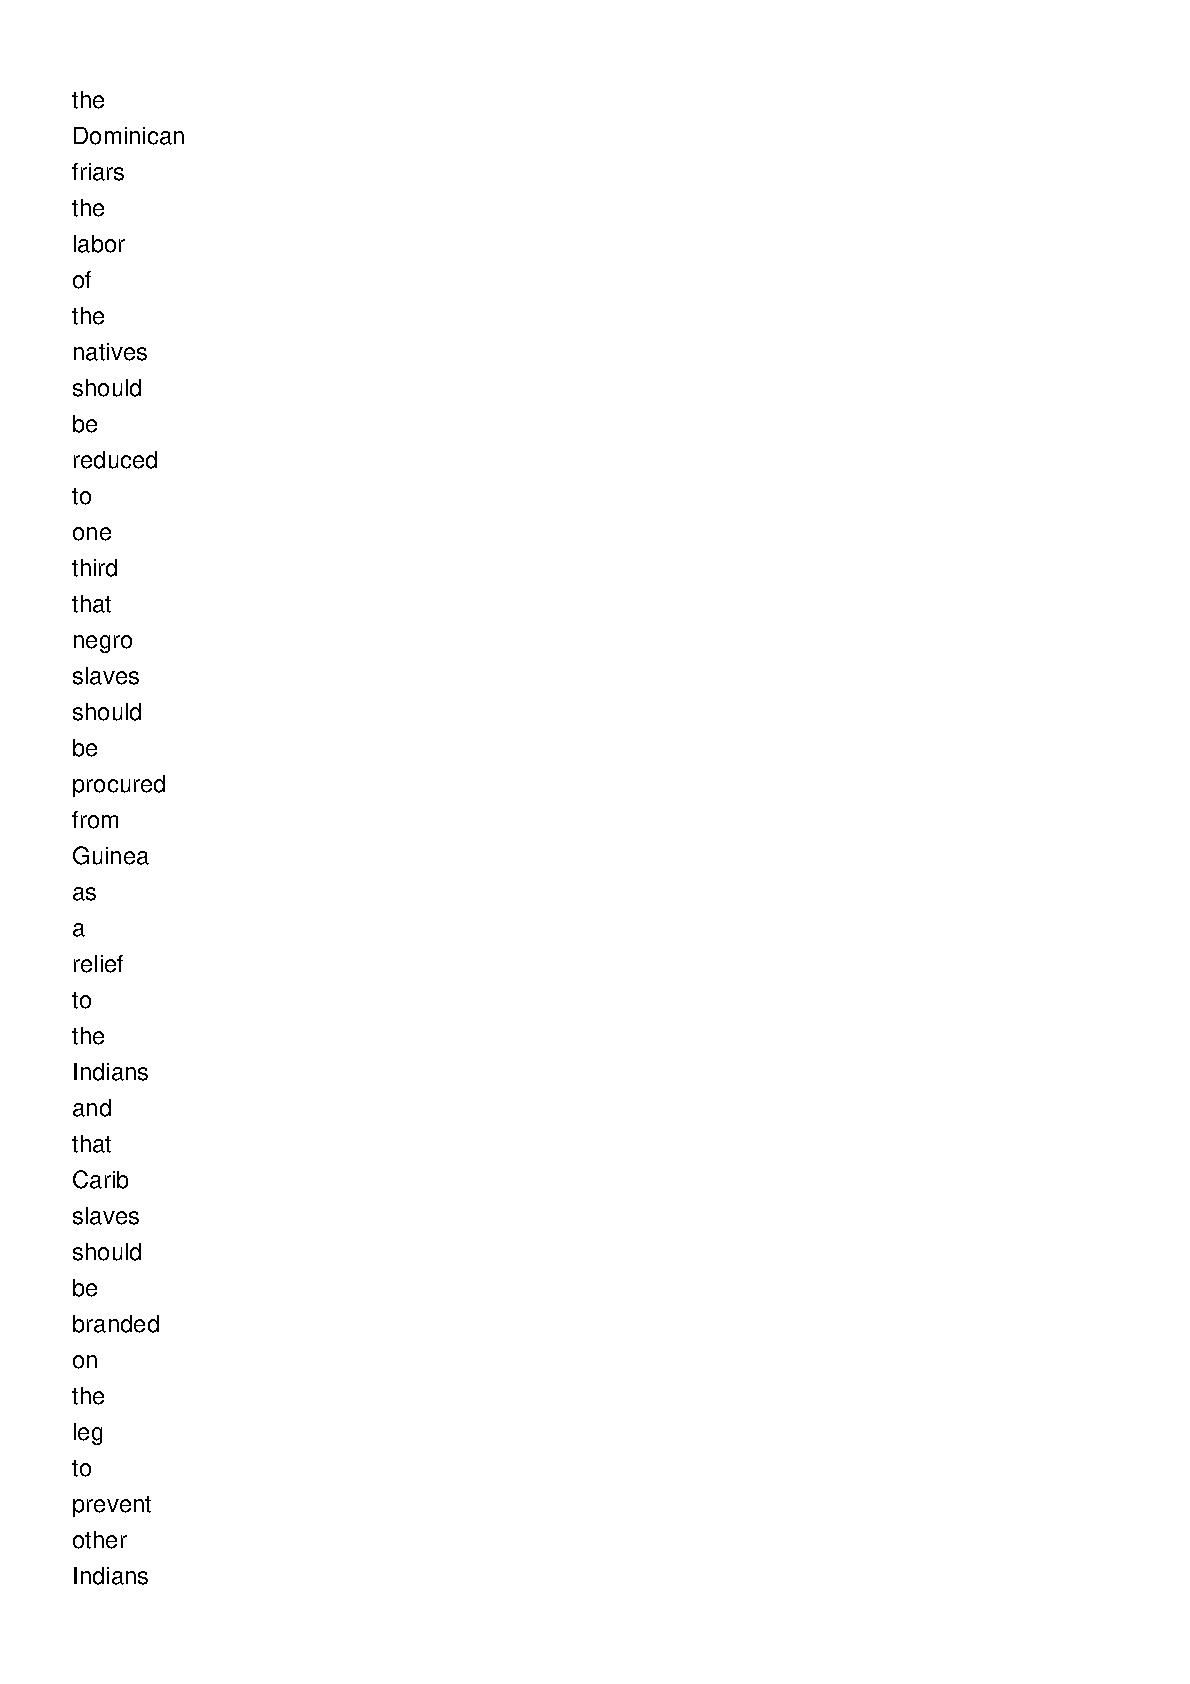 the
Dominican
friars
the
labor
of
the
natives
should
be
reduced
to
one
third
that
negro
slaves
should
be
procured
from
Guinea
as
a
relief
to
the
Indians
and
that
Carib
slaves
should
be
branded
on
the
leg
to
prevent
other
Indians